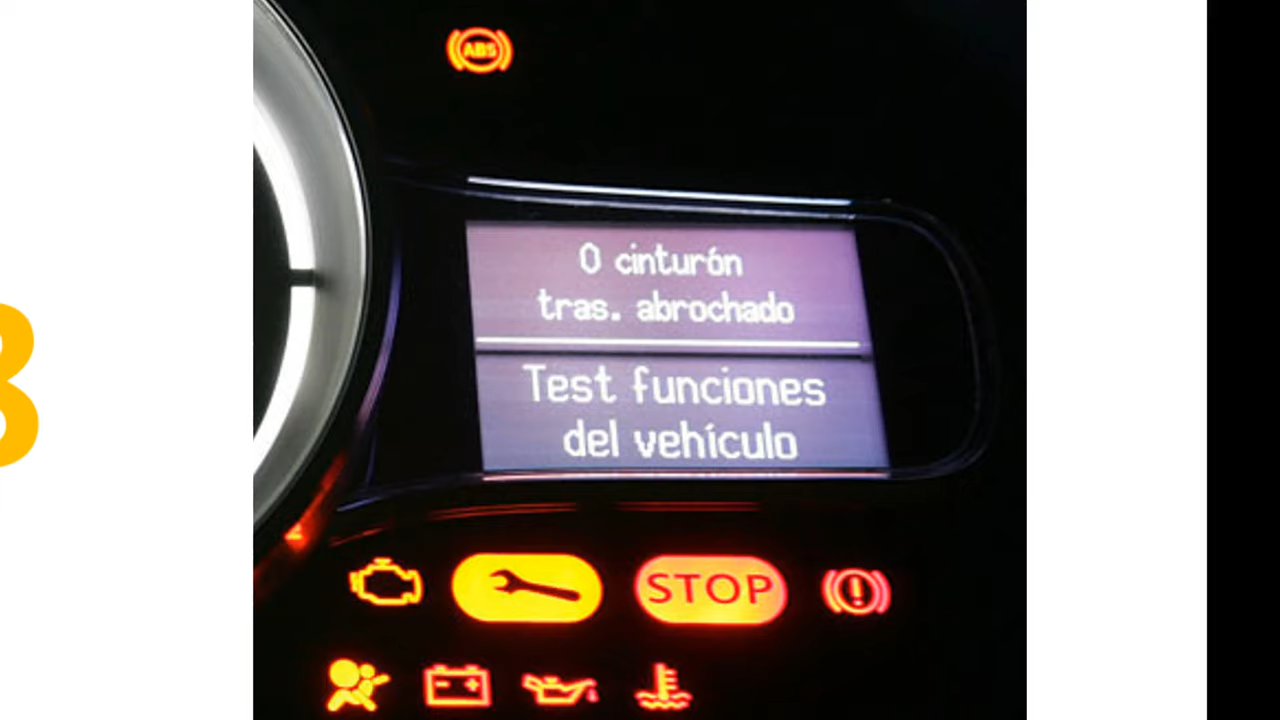 ABS
0 cinturón
tras. abrochado
Test funciones
del vehículo
STOP